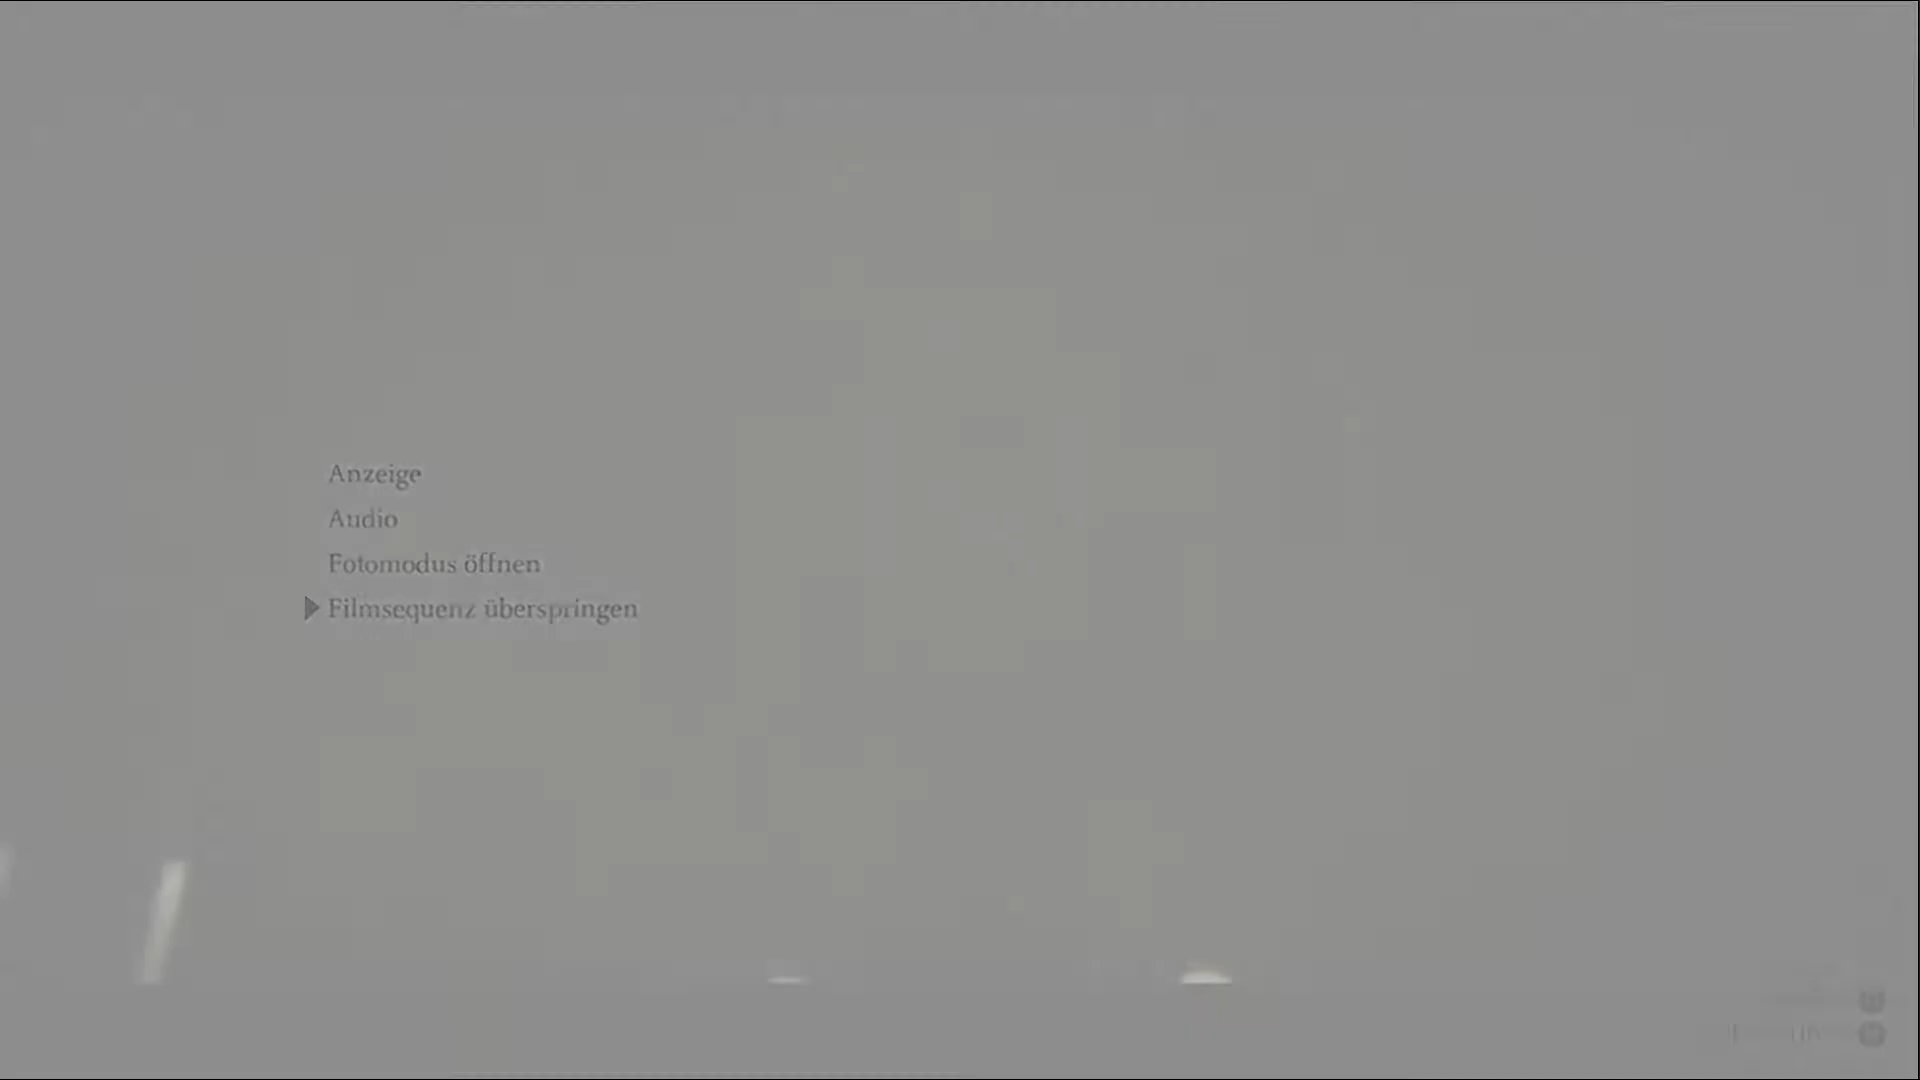 Anzeige
Audio
Fotomodus öffnen
Filmsequenz überspringen